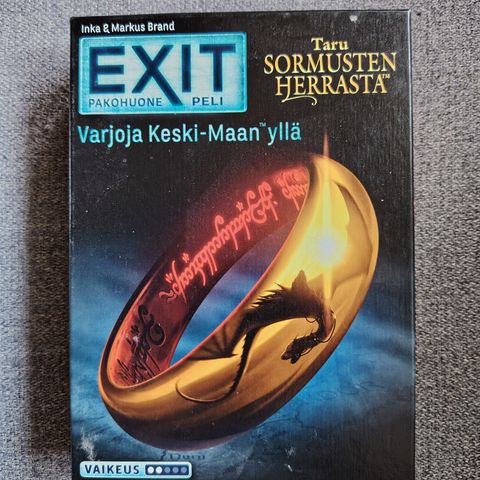 Inka & Markus Brand
EXIT
PAKOHUONE PELI
Taru
SORMUSTEN
HERRASTA™
Varjoja Keski-Maan™ yllä
VAIKEUS